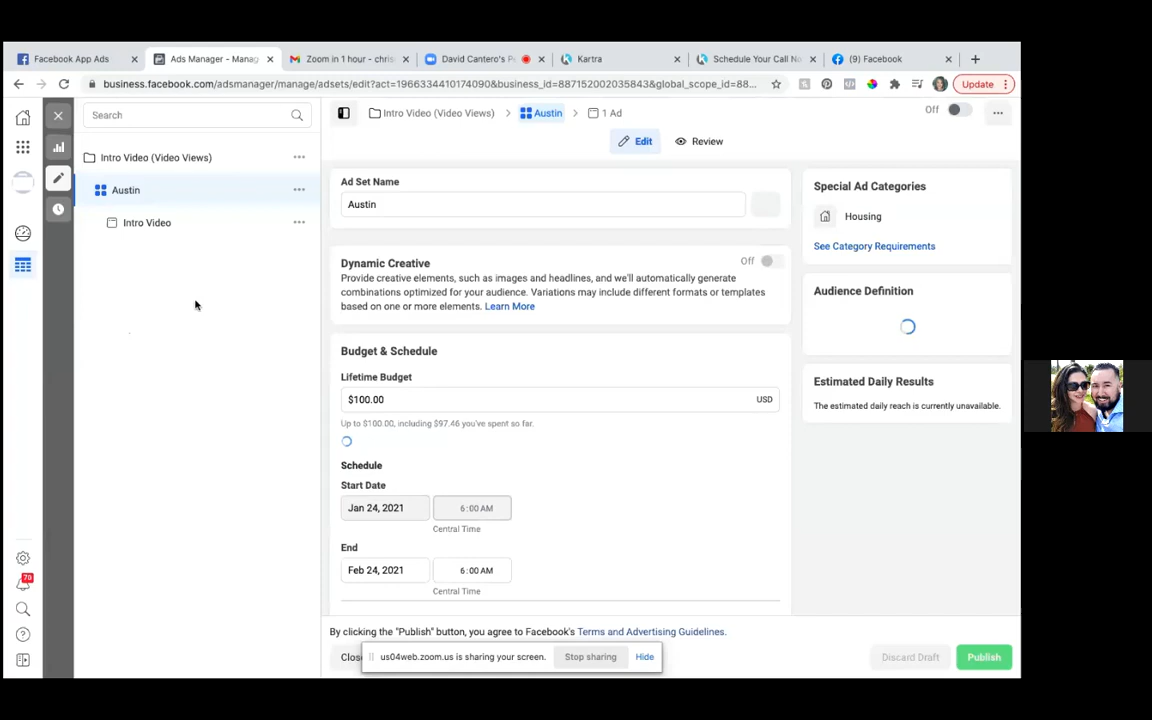 Facebook App Ads
Ads Manager - Manag
Zoom in 1 hour - chris
David Cantero's P
Kartra
Schedule Your Call No
(9) Facebook
business.facebook.com/adsmanager/manage/adsets/edit?act=1966334410174090&business_id=887152002035843&global_scope_id=88...
Update
Search
Intro Video (Video Views)
Austin
1 Ad
Off
Edit
Review
Intro Video (Video Views)
Austin
Intro Video
Ad Set Name
Austin
Dynamic Creative
Off
Provide creative elements, such as images and headlines, and we'll automatically generate
combinations optimized for your audience. Variations may include different formats or templates
based on one or more elements. Learn More
Budget & Schedule
Lifetime Budget
$100.00
USD
Up to $100.00, including $97.46 you've spent so far.
Schedule
Start Date
Jan 24, 2021
6:00 AM
Central Time
End
Feb 24, 2021
6:00 AM
Central Time
Special Ad Categories
Housing
See Category Requirements
Audience Definition
Estimated Daily Results
The estimated daily reach is currently unavailable.
70
By clicking the "Publish" button, you agree to Facebook's Terms and Advertising Guidelines.
Clos
us04web.zoom.us is sharing your screen.
Stop sharing
Hide
Discard Draft
Publish